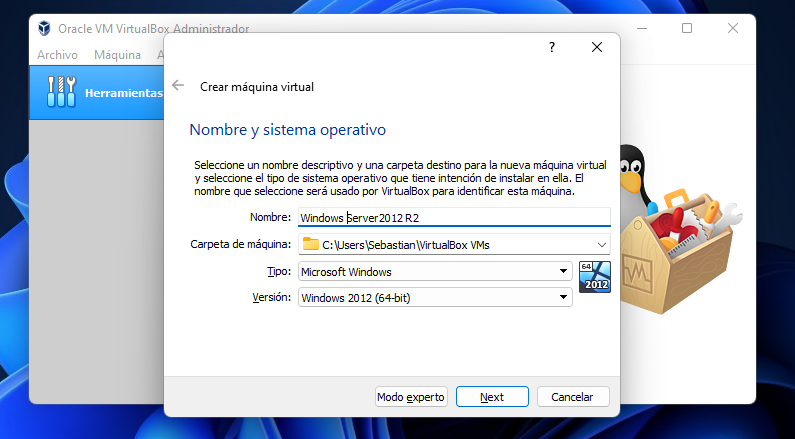 Oracle VM VirtualBox Administrador
Archivo Máquina A
Herramientas
?
Crear máquina virtual
Nombre y sistema operativo
Seleccione un nombre descriptivo y una carpeta destino para la nueva máquina virtual
y seleccione el tipo de sistema operativo que tiene intención de instalar en ella. El
nombre que seleccione será usado por VirtualBox para identificar esta máquina.
Nombre: Windows Server2012 R2
Carpeta de máquina: C:\Users\Sebastian\VirtualBox VMs
Tipo: Microsoft Windows
64
2012
Versión: Windows 2012 (64-bit)
Modo experto Next Cancelar